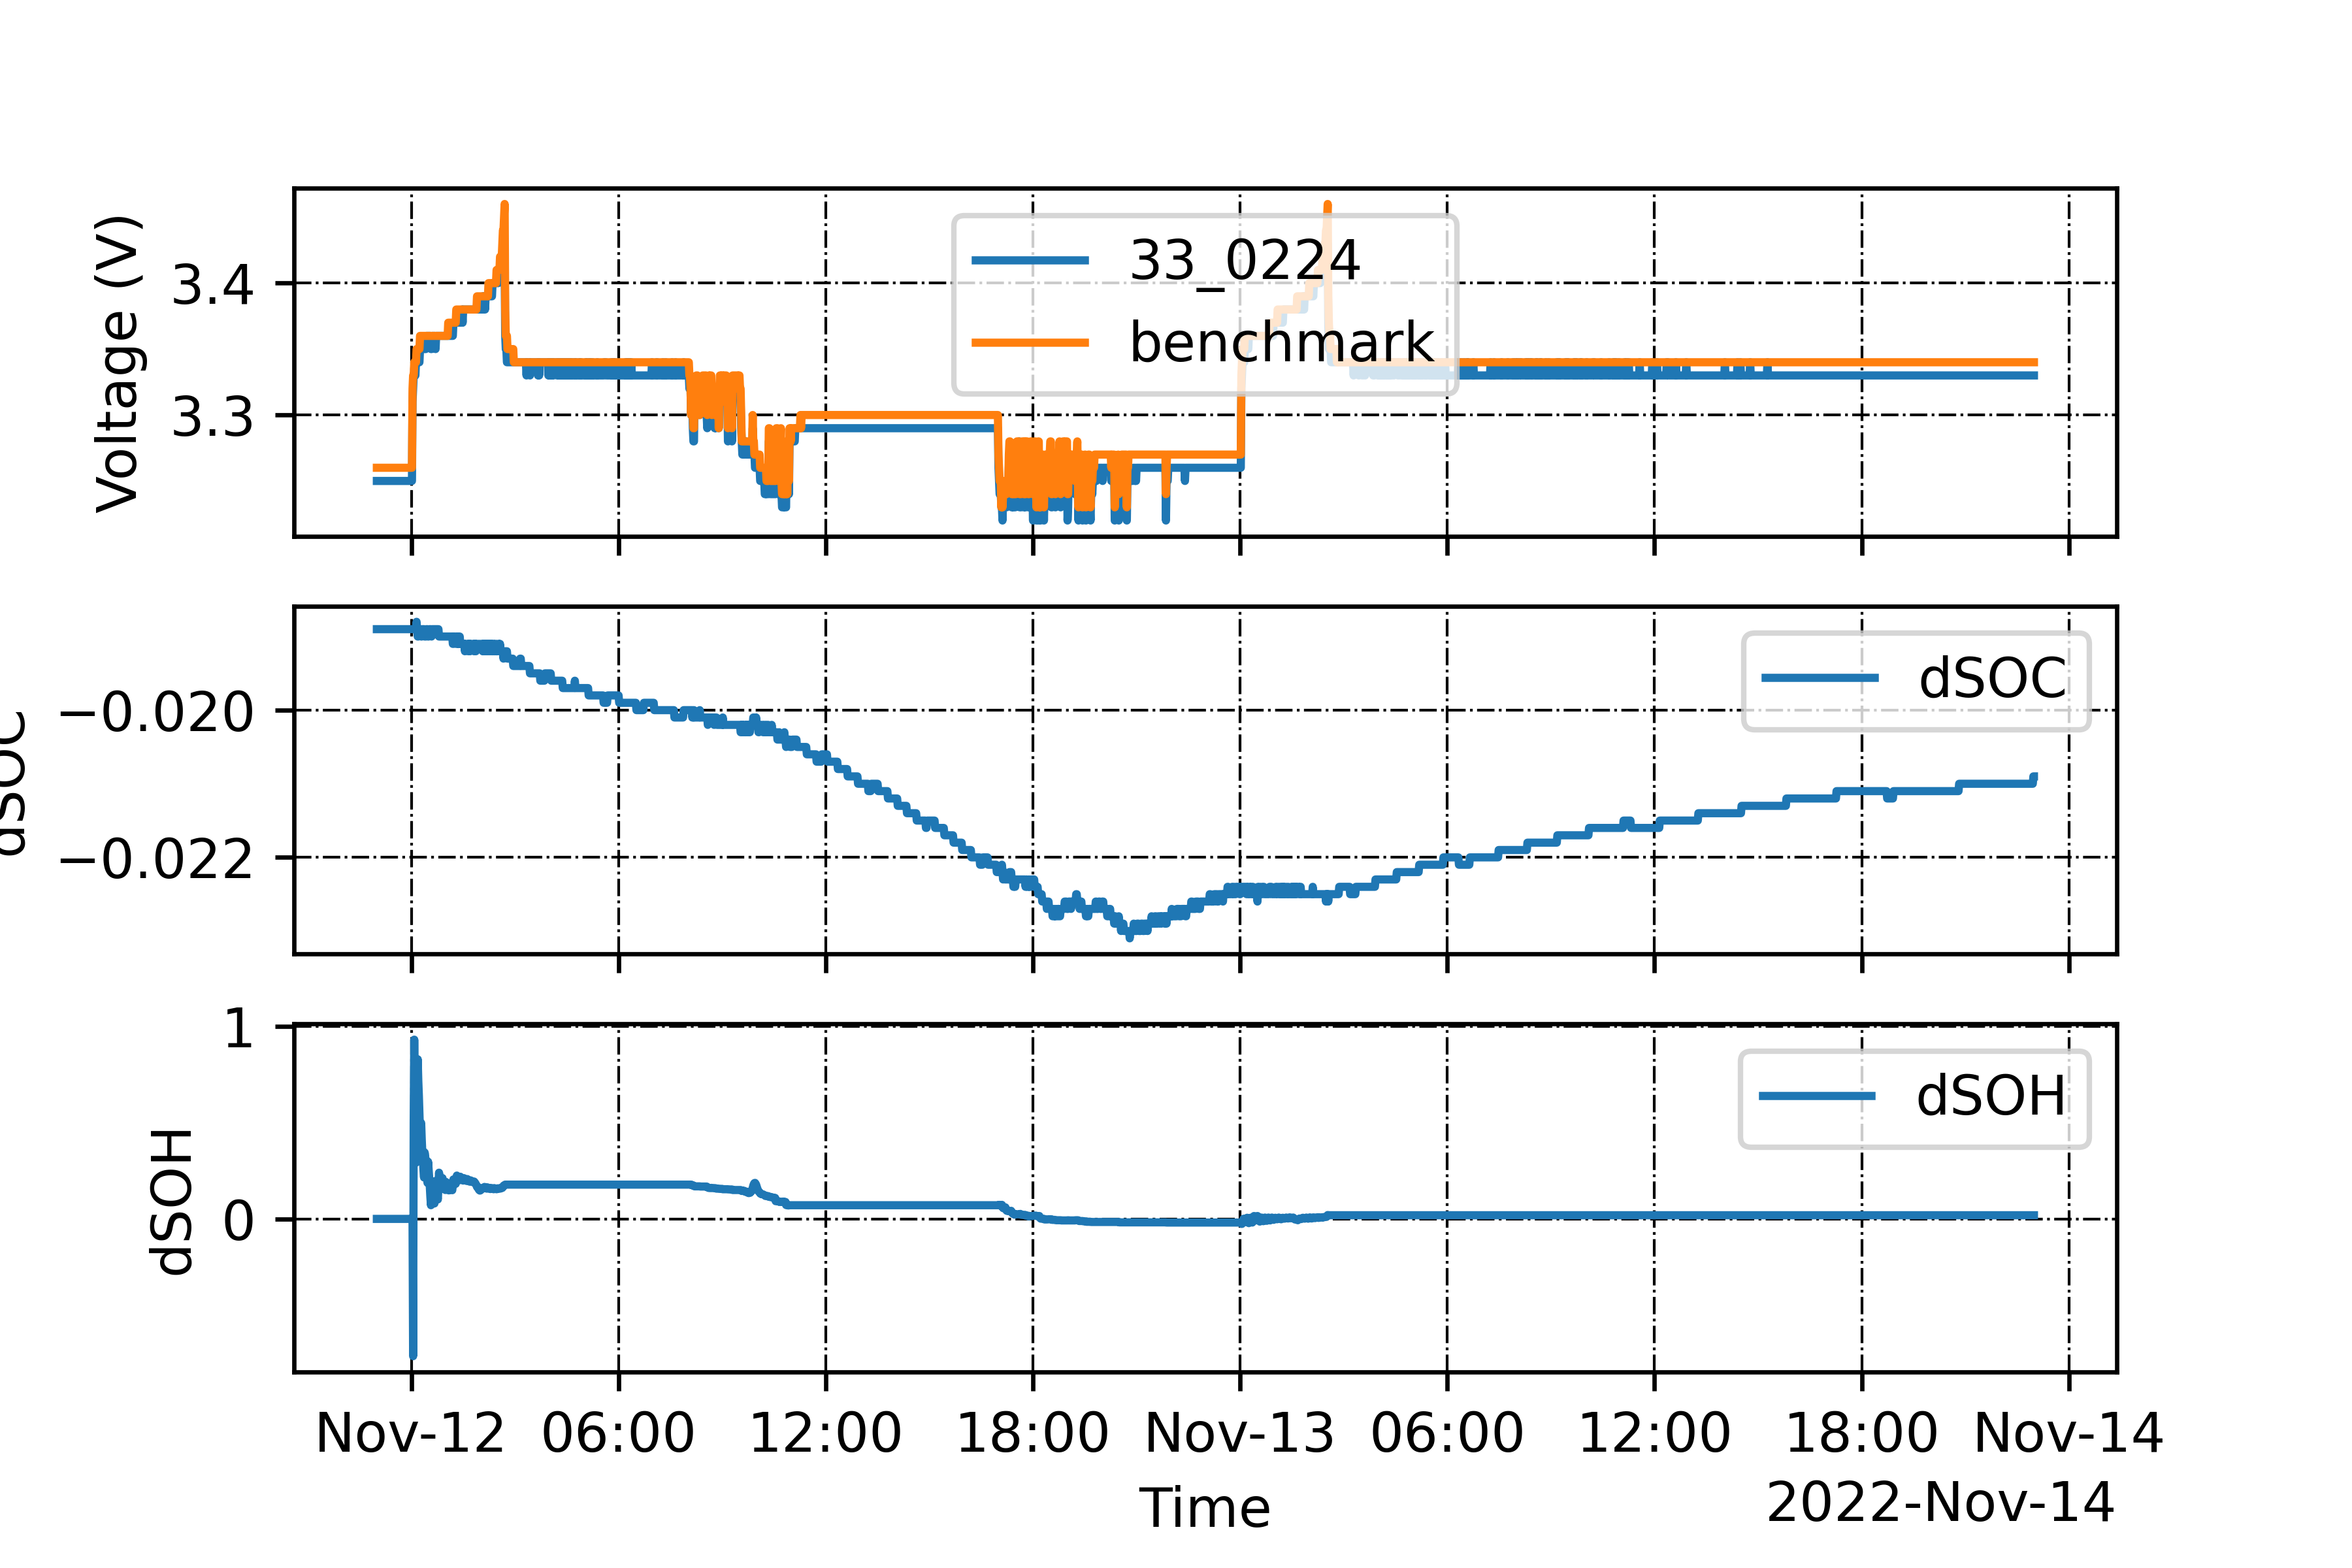 Voltage (V)
3.4
3.3
33_0224
benchmark
dSOC
−0.020
−0.022
dSOC
dSOH
1
0
dSOH
Nov-12 06:00 12:00 18:00 Nov-13 06:00 12:00 18:00 Nov-14
Time
2022-Nov-14